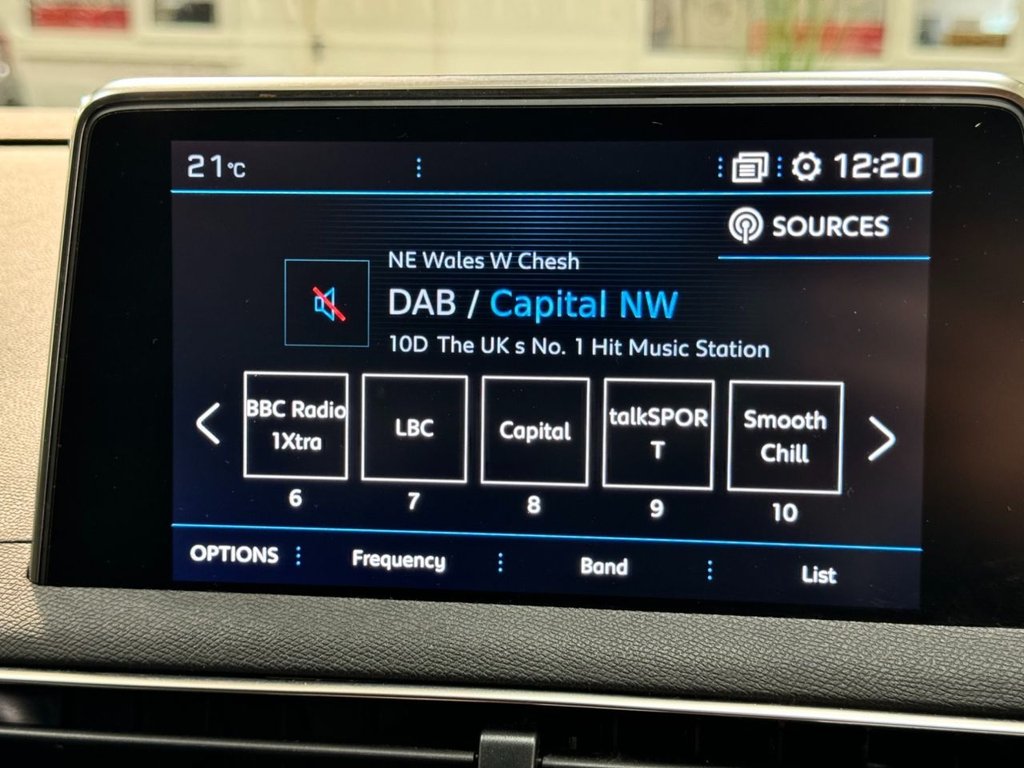 21°C
12:20
SOURCES
NE Wales W Chesh
DAB / Capital NW
10D The UK s No. 1 Hit Music Station
BBC Radio
1Xtra
LBC
Capital
talkSPOR
T
Smooth
Chill
6
7
8
9
10
OPTIONS
Frequency
Band
List